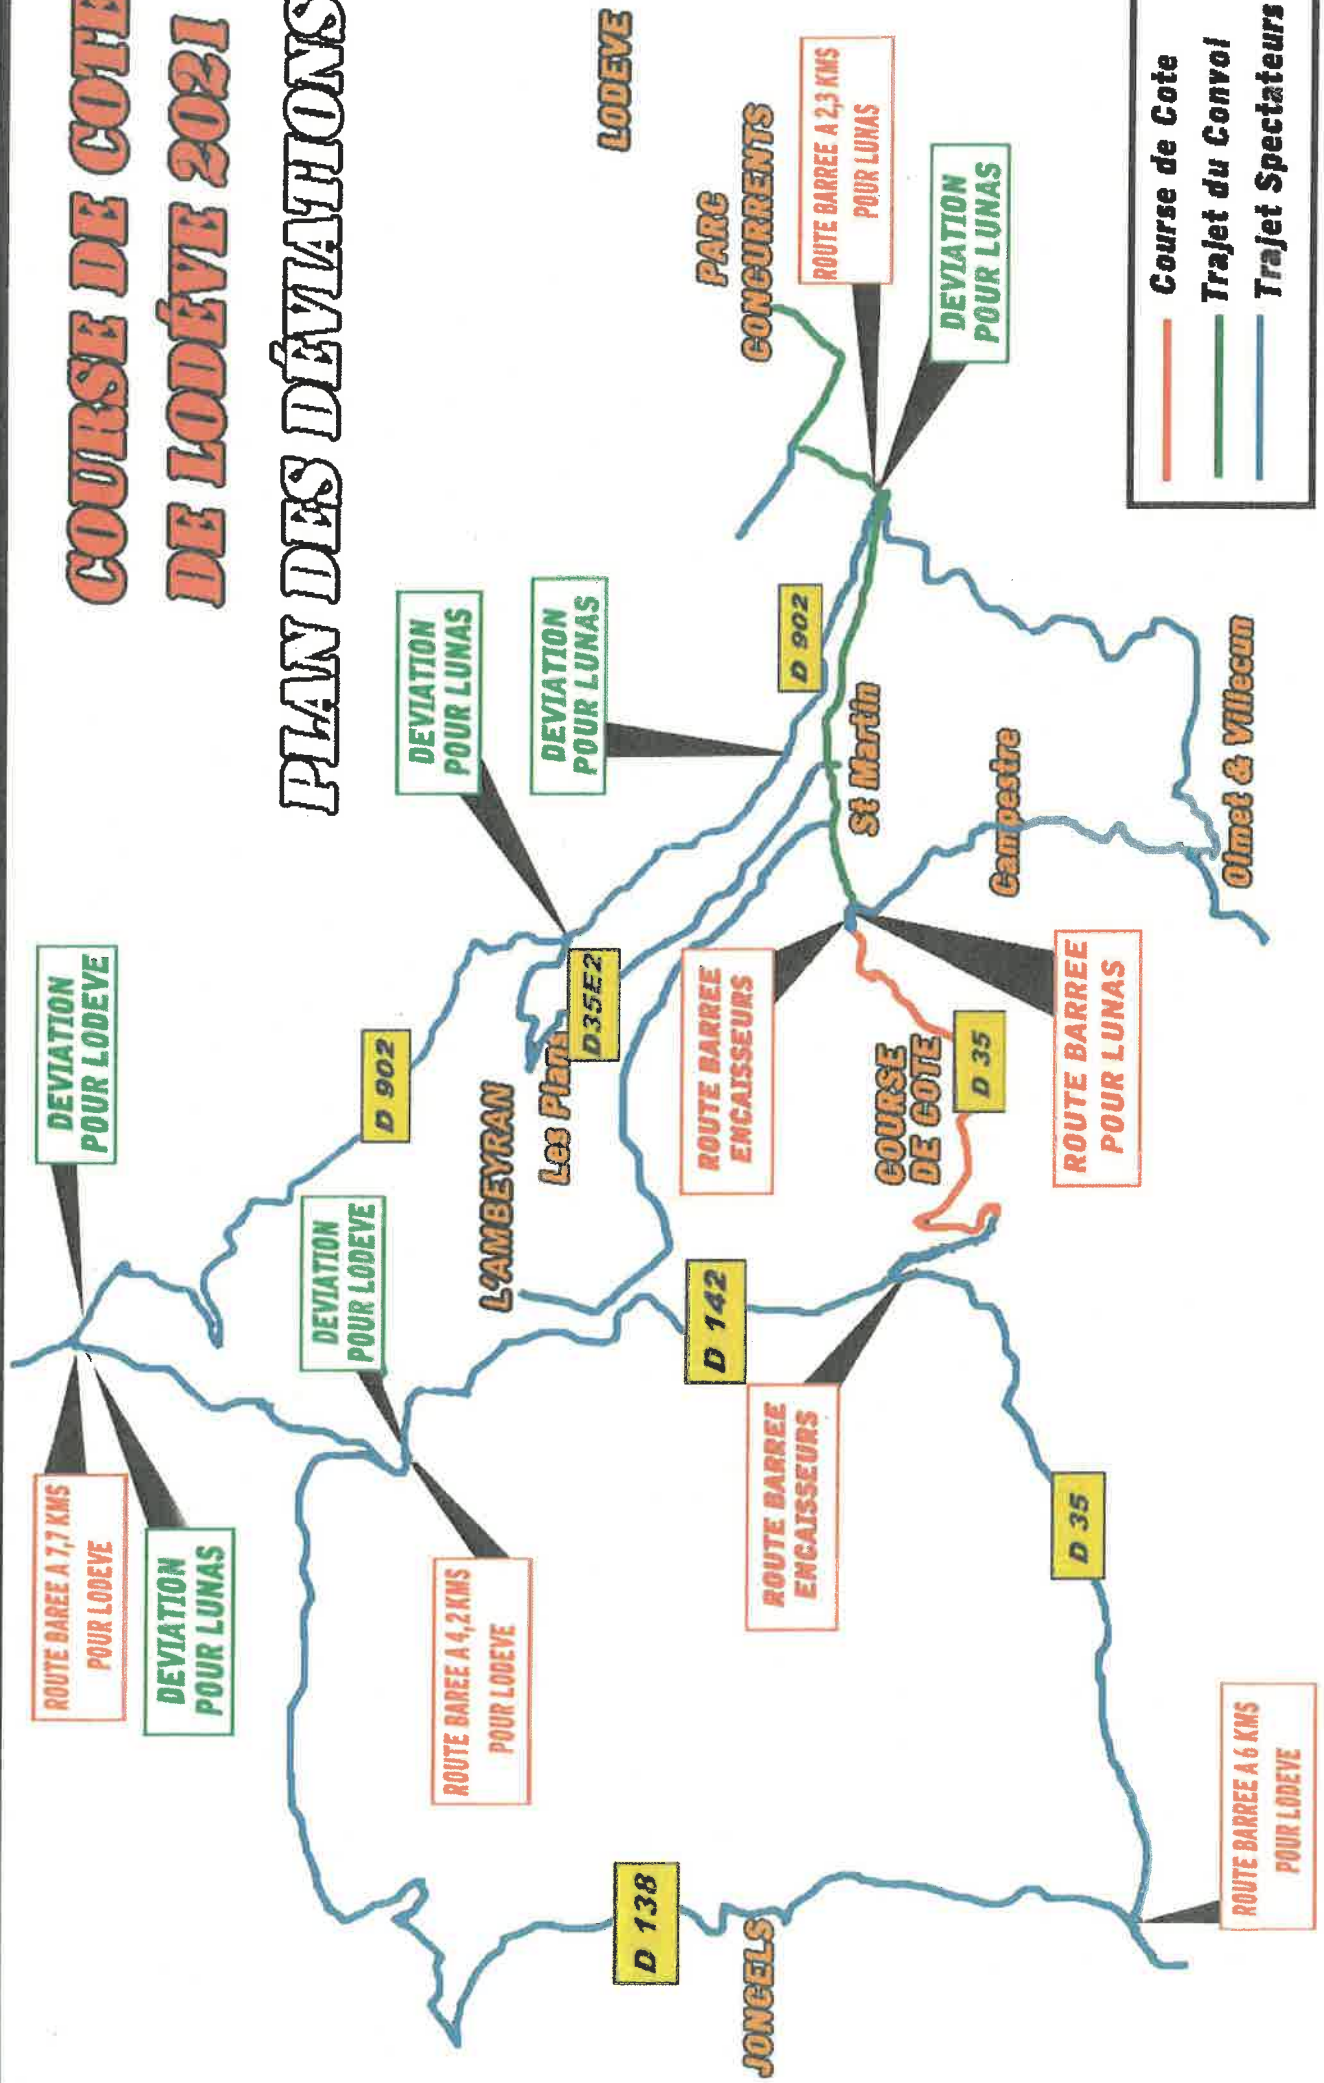 COURSE DE COTE
DE LODÉVE 2021
PLAN DES DÉVIATIONS
ROUTE BAREE A 7,7 KMS
POUR LODEVE
DEVIATION
POUR LUNAS
DEVIATION
POUR LODEVE
DEVIATION
POUR LODEVE
D 902
DEVIATION
POUR LUNAS
DEVIATION
POUR LUNAS
LODEVE
ROUTE BAREE A 4,2 KMS
POUR LODEVE
L'AMBEYRAN
Les Plans
D35E2
D 902
PARC
CONCURRENTS
D 138
JONCELS
D 142
ROUTE BARREE
ENCAISSEURS
ROUTE BARREE
ENCAISSEURS
St Martin
ROUTE BARREE A 2,3 KMS
POUR LUNAS
DEVIATION
POUR LUNAS
COURSE
DE COTE
D 35
Campestre
D 35
ROUTE BARREE
POUR LUNAS
ROUTE BARREE A 6 KMS
POUR LODEVE
Olmet & Villecun
Course de Cote
Trajet du Convoi
Trajet Spectateurs